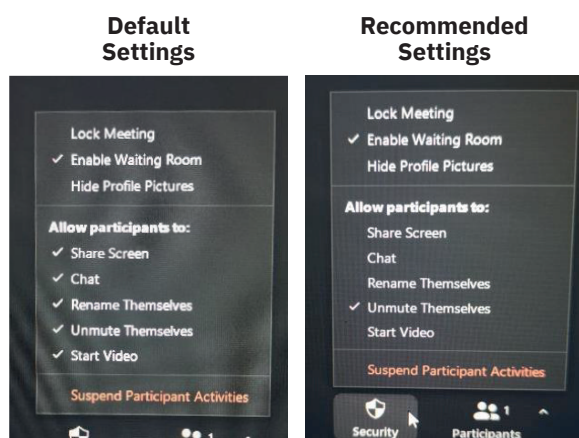 Default
Settings
Lock Meeting
✓ Enable Waiting Room
Hide Profile Pictures
Allow participants to:
✓ Share Screen
✓ Chat
✓ Rename Themselves
✓ Unmute Themselves
✓ Start Video
Suspend Participant Activities
1
Recommended
Settings
Lock Meeting
✓ Enable Waiting Room
Hide Profile Pictures
Allow participants to:
Share Screen
Chat
Rename Themselves
✓ Unmute Themselves
Start Video
Suspend Participant Activities
1
Security Participants